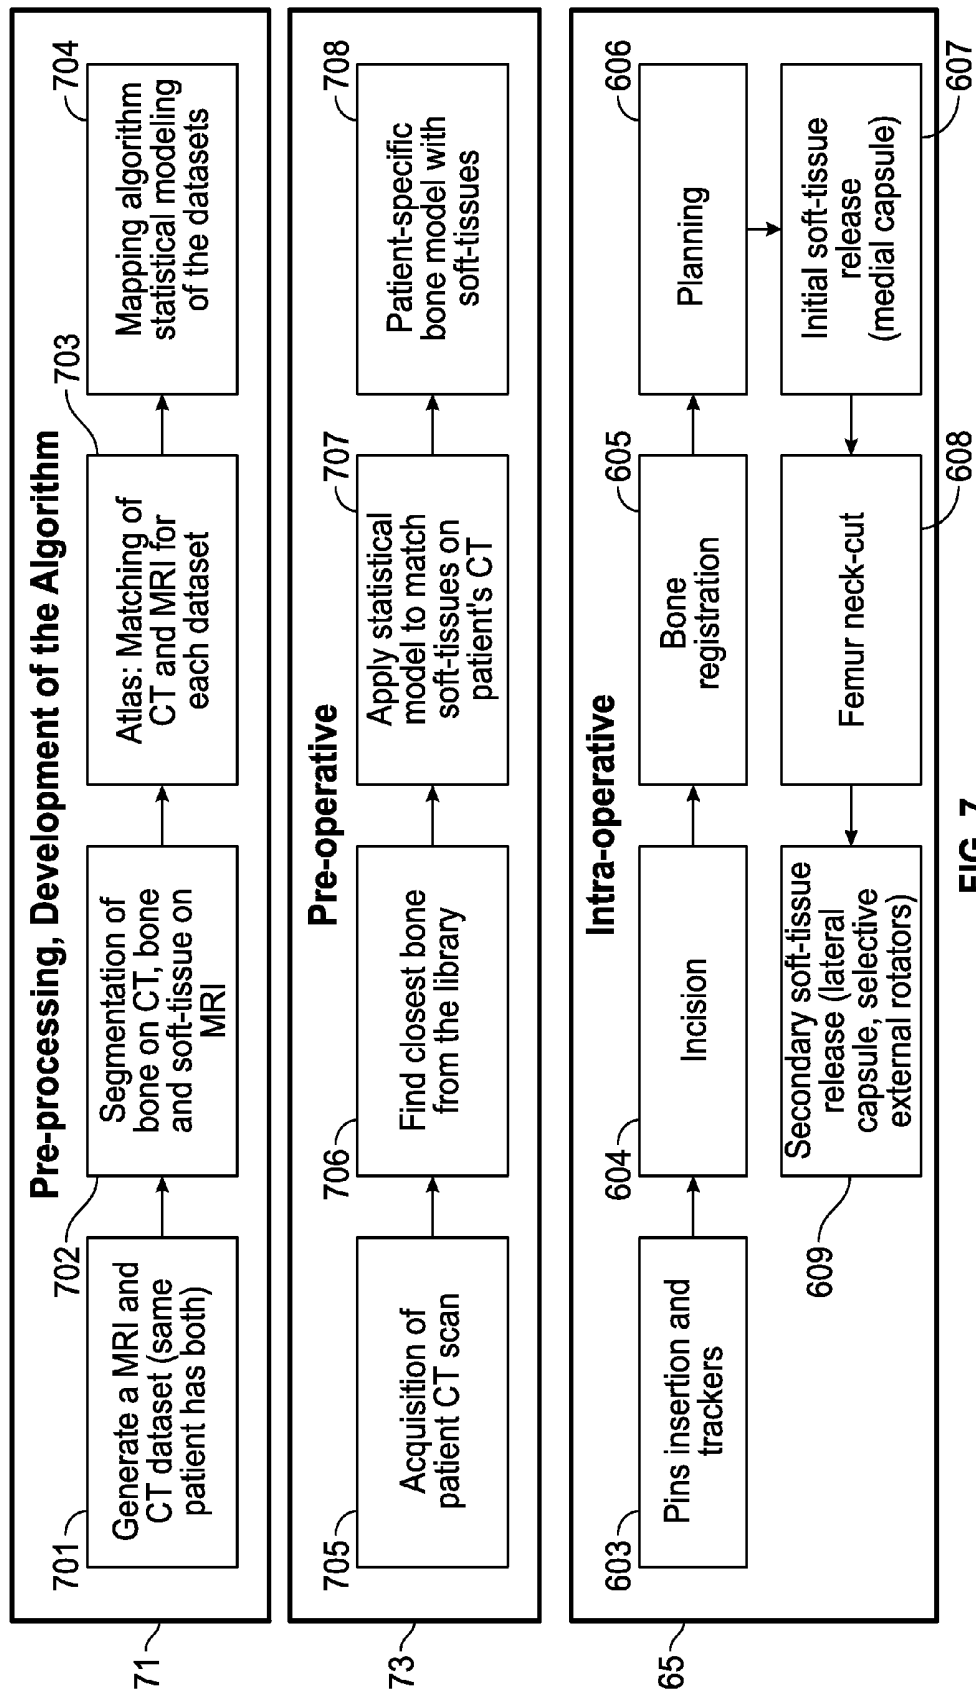 Pre-processing, Development of the Algorithm
71
701
Generate a MRI and
CT dataset (same
patient has both)
702
Segmentation of
bone on CT, bone
and soft-tissue on
MRI
703
Atlas: Matching of
CT and MRI for
each dataset
704
Mapping algorithm
statistical modeling
of the datasets
Pre-operative
73
705
Acquisition of
patient CT scan
706
Find closest bone
from the library
707
Apply statistical
model to match
soft-tissues on
patient's CT
708
Patient-specific
bone model with
soft-tissues
Intra-operative
65
603
Pins insertion and
trackers
604
Incision
605
Bone
registration
606
Planning
607
Initial soft-tissue
release
(medial capsule)
608
Femur neck-cut
609
Secondary soft-tissue
release (lateral
capsule, selective
external rotators)
FIG. 7